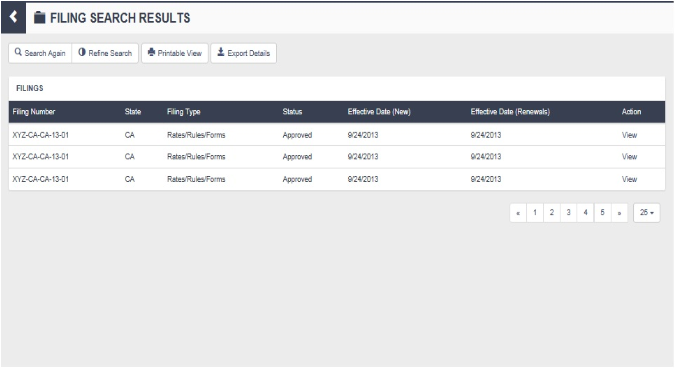 FILING SEARCH RESULTS
Search Again Refine Search Printable View Export Details
FILINGS
Filing Number State Filing Type Status Effective Date (New) Effective Date (Renewals) Action
XYZ-CA-CA-13-01 CA Rates/Rules/Forms Approved 9/24/2013 9/24/2013 View
XYZ-CA-CA-13-01 CA Rates/Rules/Forms Approved 9/24/2013 9/24/2013 View
XYZ-CA-CA-13-01 CA Rates/Rules/Forms Approved 9/24/2013 9/24/2013 View
« 1 2 3 4 5 » 25